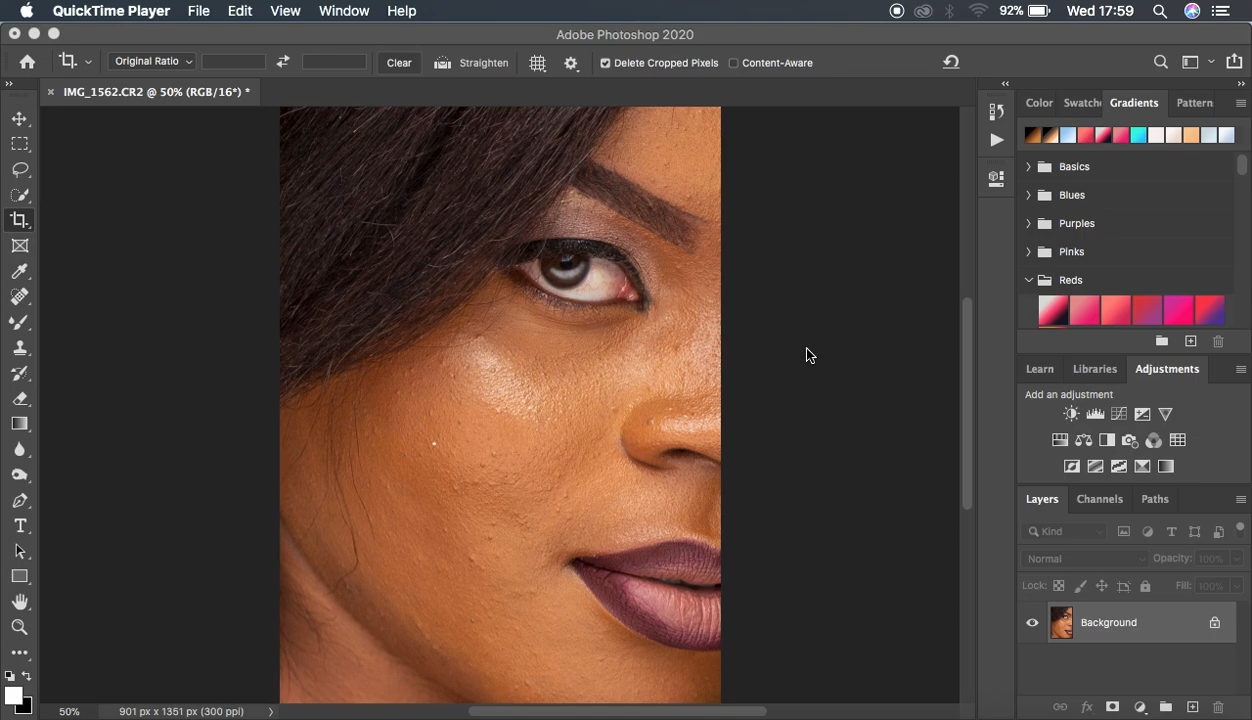 QuickTime Player File Edit View Window Help 92% Wed 17:59
Adobe Photoshop 2020
Original Ratio Clear Straighten Delete Cropped Pixels Content-Aware
× IMG_1562.CR2 @ 50% (RGB/16*) *
Color Swatche Gradients Pattern
Basics
Blues
Purples
Pinks
Reds
Learn Libraries Adjustments
Add an adjustment
Layers Channels Paths
Kind
Normal Opacity: 100%
Lock: Fill: 100%
Background
50% 901 px x 1351 px (300 ppi)